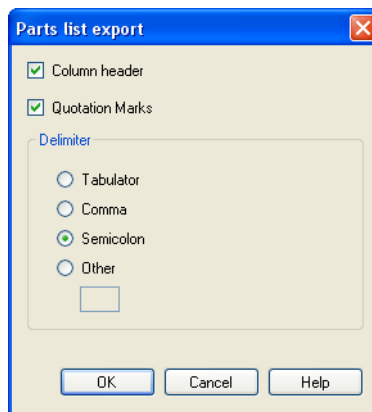 Parts list export
Column header
Quotation Marks
Delimiter
Tabulator
Comma
Semicolon
Other
OK Cancel Help